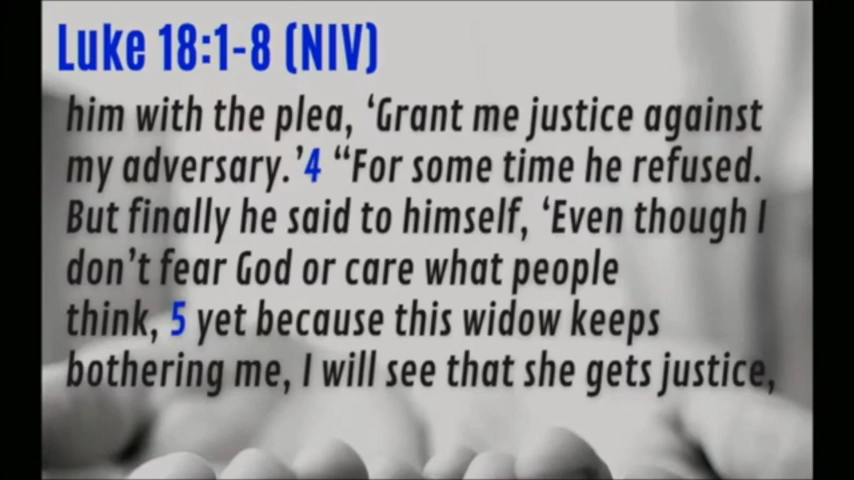 Luke 18:1-8 (NIV)
him with the plea, ‘Grant me justice against
my adversary.’4 “For some time he refused.
But finally he said to himself, ‘Even though I
don’t fear God or care what people
think, 5 yet because this widow keeps
bothering me, I will see that she gets justice,